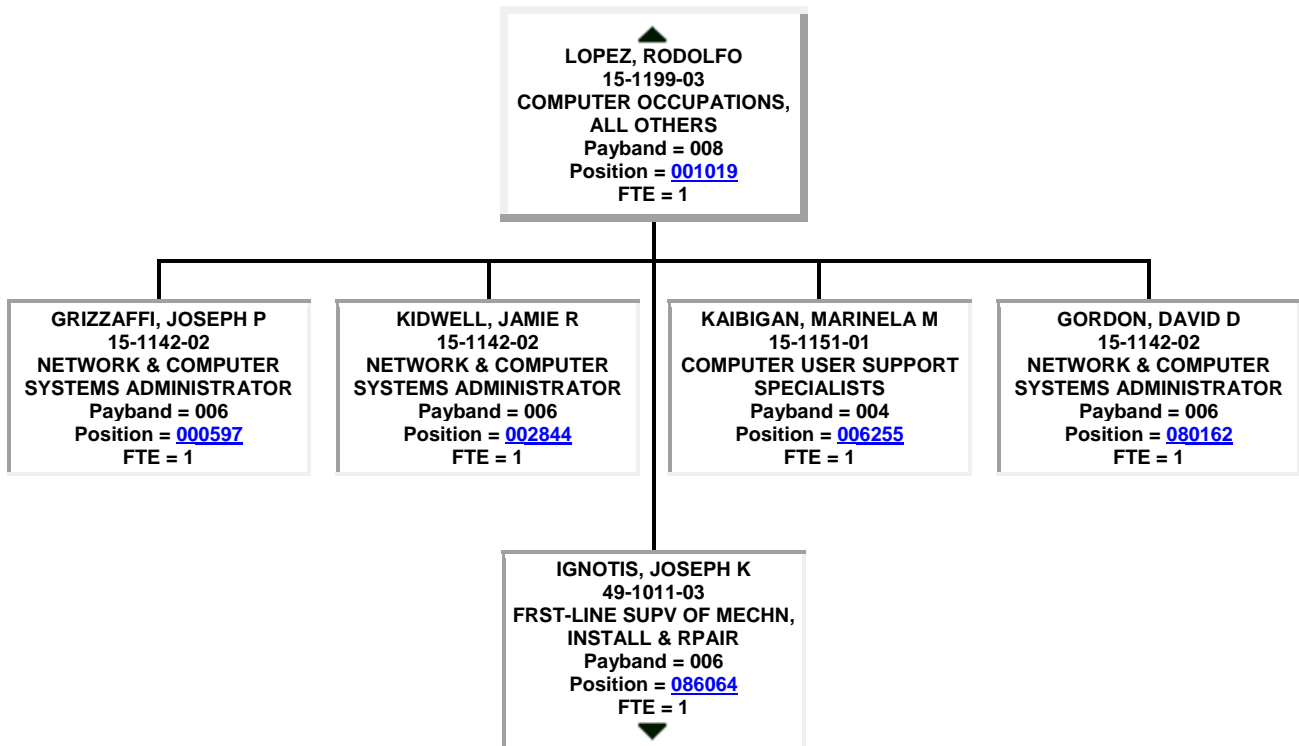 LOPEZ, RODOLFO
15-1199-03
COMPUTER OCCUPATIONS,
ALL OTHERS
Payband = 008
Position = 001019
FTE = 1
GRIZZAFFI, JOSEPH P
15-1142-02
NETWORK & COMPUTER
SYSTEMS ADMINISTRATOR
Payband = 006
Position = 000597
FTE = 1
KIDWELL, JAMIE R
15-1142-02
NETWORK & COMPUTER
SYSTEMS ADMINISTRATOR
Payband = 006
Position = 002844
FTE = 1
KAIBIGAN, MARINELA M
15-1151-01
COMPUTER USER SUPPORT
SPECIALISTS
Payband = 004
Position = 006255
FTE = 1
GORDON, DAVID D
15-1142-02
NETWORK & COMPUTER
SYSTEMS ADMINISTRATOR
Payband = 006
Position = 080162
FTE = 1
IGNOTIS, JOSEPH K
49-1011-03
FRST-LINE SUPV OF MECHN,
INSTALL & RPAIR
Payband = 006
Position = 086064
FTE = 1